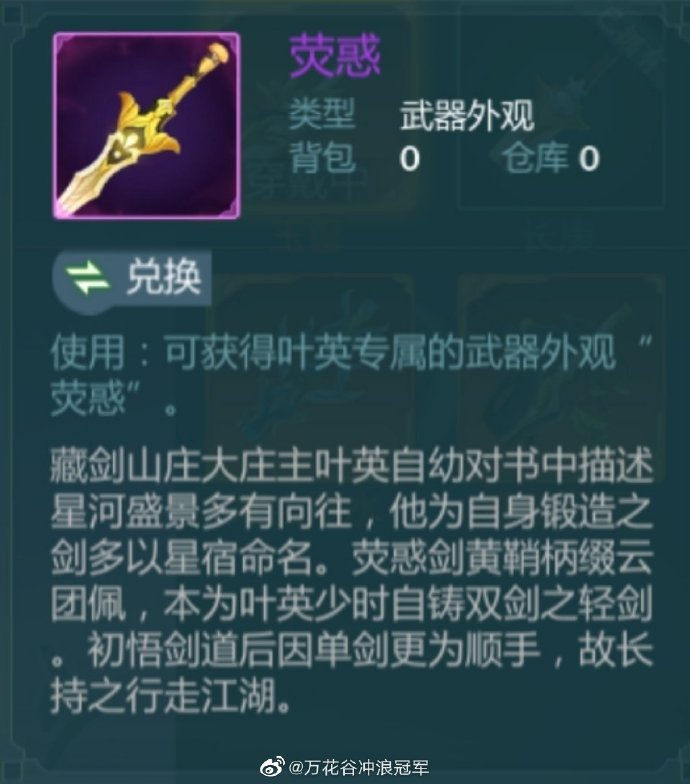 荧惑
类型 武器外观
背包 0 仓库 0
兑换
使用：可获得叶英专属的武器外观“
荧惑”。
藏剑山庄大庄主叶英自幼对书中描述
星河盛景多有向往，他为自身锻造之
剑多以星宿命名。荧惑剑黄鞘柄缀云
团佩，本为叶英少时自铸双剑之轻剑
。初悟剑道后因单剑更为顺手，故长
持之行走江湖。
@万花谷冲浪冠军